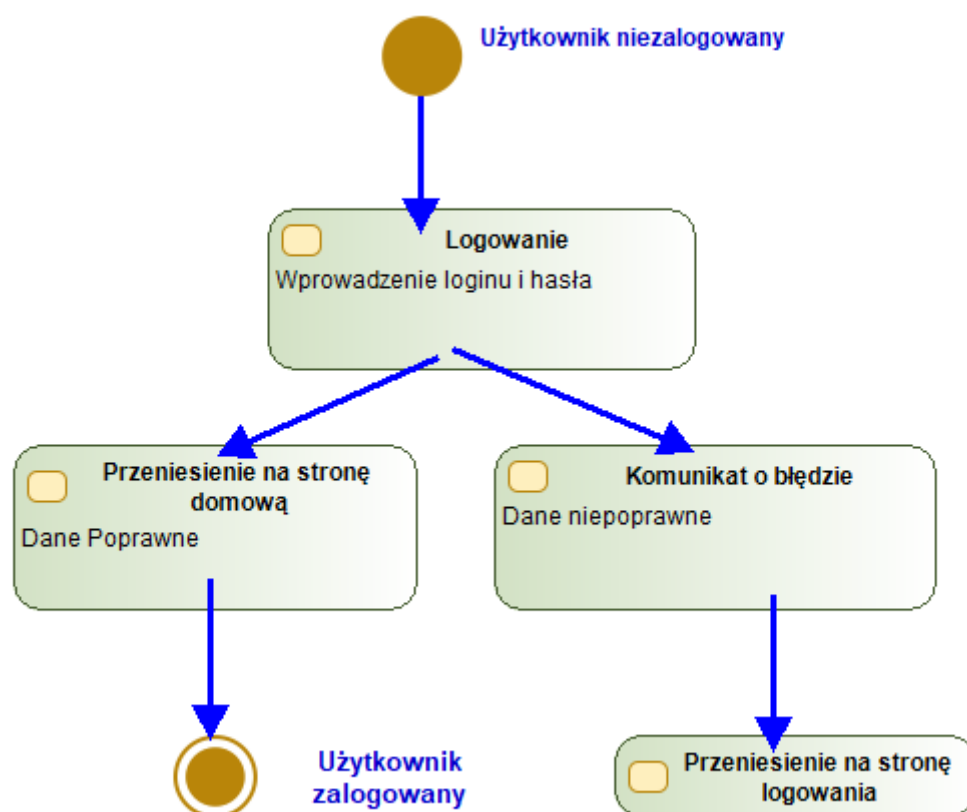 Użytkownik niezalogowany
Logowanie
Wprowadzenie loginu i hasła
Przeniesienie na stronę
domową
Dane Poprawne
Komunikat o błędzie
Dane niepoprawne
Użytkownik
zalogowany
Przeniesienie na stronę
logowania